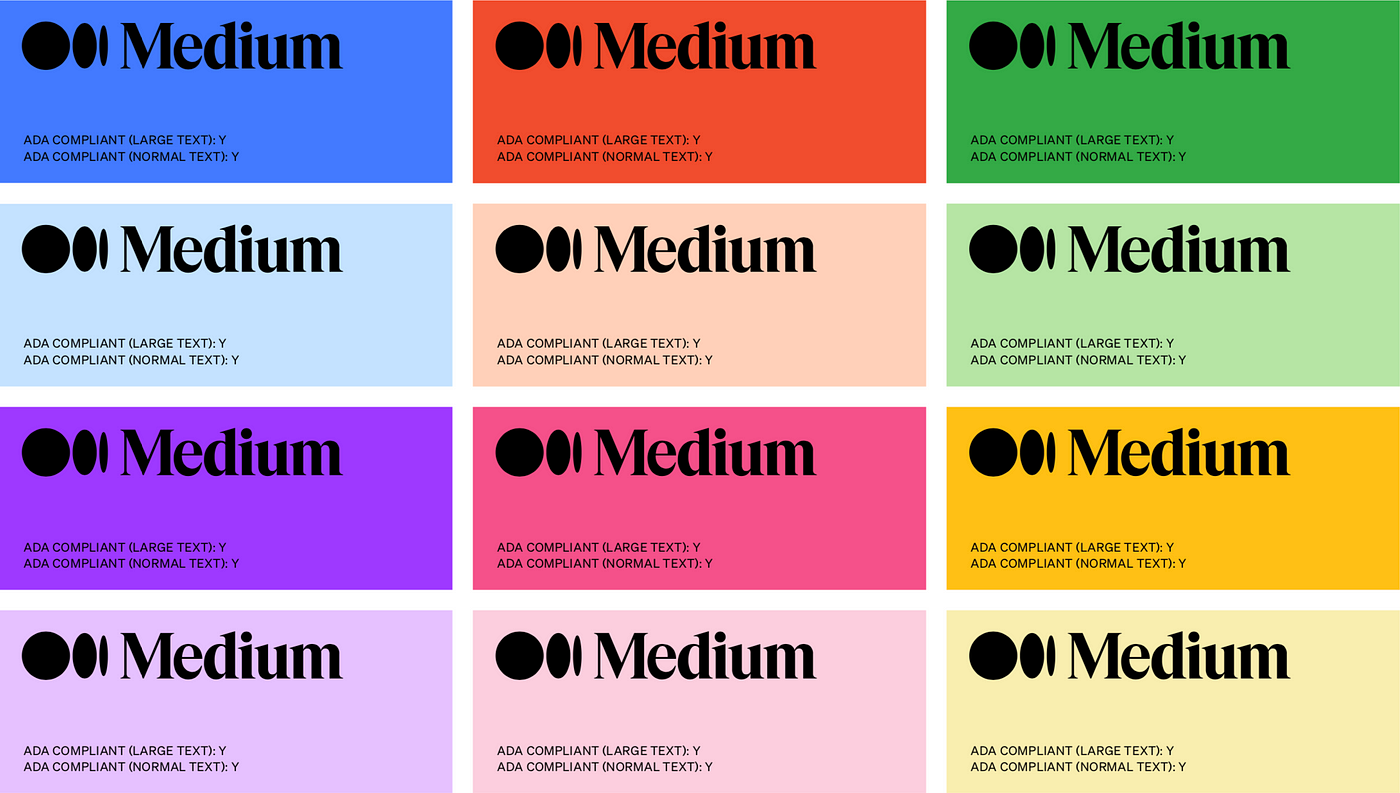 Medium
ADA COMPLIANT (LARGE TEXT): Y
ADA COMPLIANT (NORMAL TEXT): Y
Medium
ADA COMPLIANT (LARGE TEXT): Y
ADA COMPLIANT (NORMAL TEXT): Y
Medium
ADA COMPLIANT (LARGE TEXT): Y
ADA COMPLIANT (NORMAL TEXT): Y
Medium
ADA COMPLIANT (LARGE TEXT): Y
ADA COMPLIANT (NORMAL TEXT): Y
Medium
ADA COMPLIANT (LARGE TEXT): Y
ADA COMPLIANT (NORMAL TEXT): Y
Medium
ADA COMPLIANT (LARGE TEXT): Y
ADA COMPLIANT (NORMAL TEXT): Y
Medium
ADA COMPLIANT (LARGE TEXT): Y
ADA COMPLIANT (NORMAL TEXT): Y
Medium
ADA COMPLIANT (LARGE TEXT): Y
ADA COMPLIANT (NORMAL TEXT): Y
Medium
ADA COMPLIANT (LARGE TEXT): Y
ADA COMPLIANT (NORMAL TEXT): Y
Medium
ADA COMPLIANT (LARGE TEXT): Y
ADA COMPLIANT (NORMAL TEXT): Y
Medium
ADA COMPLIANT (LARGE TEXT): Y
ADA COMPLIANT (NORMAL TEXT): Y
Medium
ADA COMPLIANT (LARGE TEXT): Y
ADA COMPLIANT (NORMAL TEXT): Y